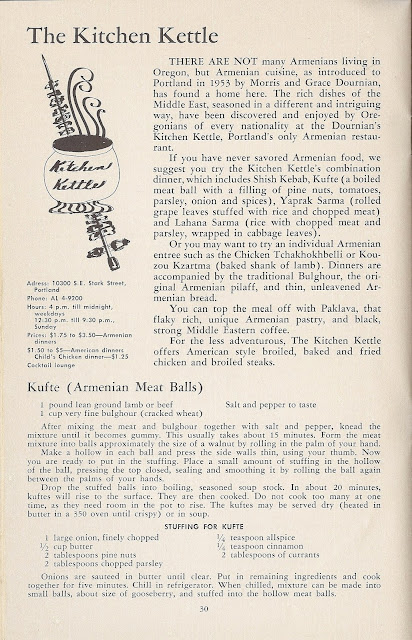 The Kitchen Kettle
Kitchen
Kettle
THERE ARE NOT many Armenians living in
Oregon, but Armenian cuisine, as introduced to
Portland in 1953 by Morris and Grace Dournian,
has found a home here. The rich dishes of the
Middle East, seasoned in a different and intriguing
way, have been discovered and enjoyed by Ore-
gonians of every nationality at the Dournian's
Kitchen Kettle, Portland's only Armenian restau-
rant.
If you have never savored Armenian food, we
suggest you try the Kitchen Kettle's combination
dinner, which includes Shish Kebab, Kufte (a boiled
meat ball with a filling of pine nuts, tomatoes,
parsley, onion and spices), Yaprak Sarma (rolled
grape leaves stuffed with rice and chopped meat)
and Lahana Sarma (rice with chopped meat and
parsley, wrapped in cabbage leaves).
Or you may want to try an individual Armenian
entree such as the Chicken Tchakhokhbelli or Kou-
zou Kzartma (baked shank of lamb). Dinners are
accompanied by the traditional Bulghour, the ori-
ginal Armenian pilaff, and thin, unleavened Ar-
menian bread.
You can top the meal off with Paklava, that
flaky rich, unique Armenian pastry, and black,
strong Middle Eastern coffee.
For the less adventurous, The Kitchen Kettle
offers American style broiled, baked and fried
chicken and broiled steaks.
Adress: 10300 S.E. Stark Street,
Portland
Phone: AL 4-9200
Hours: 4 p.m. till midnight,
weekdays
12:30 p.m. till 9:30 p.m.,
Sunday
Prices: $1.75 to $3.50—Armenian
dinners
$1.50 to $5—American dinners
Child's Chicken dinner—$1.25
Cocktail lounge
Kufte (Armenian Meat Balls)
1 pound lean ground lamb or beef
1 cup very fine bulghour (cracked wheat)
Salt and pepper to taste
After mixing the meat and bulghour together with salt and pepper, knead the
mixture until it becomes gummy. This usually takes about 15 minutes. Form the meat
mixture into balls approximately the size of a walnut by rolling in the palm of your hand.
Make a hollow in each ball and press the side walls thin, using your thumb. Now
you are ready to put in the stuffing. Place a small amount of stuffing in the hollow
of the ball, pressing the top closed, sealing and smoothing it by rolling the ball again
between the palms of your hands.
Drop the stuffed balls into boiling, seasoned soup stock. In about 20 minutes,
kuftes will rise to the surface. They are then cooked. Do not cook too many at one
time, as they need room in the pot to rise. The kuftes may be served dry (heated in
butter in a 350 oven until crispy) or in soup.
STUFFING FOR KUFTE
1 large onion, finely chopped
½ cup butter
2 tablespoons pine nuts
2 tablespoons chopped parsley
¼ teaspoon allspice
¼ teaspoon cinnamon
2 tablespoons of currants
Onions are sauteed in butter until clear. Put in remaining ingredients and cook
together for five minutes. Chill in refrigerator. When chilled, mixture can be made into
small balls, about size of gooseberry, and stuffed into the hollow meat balls.
30